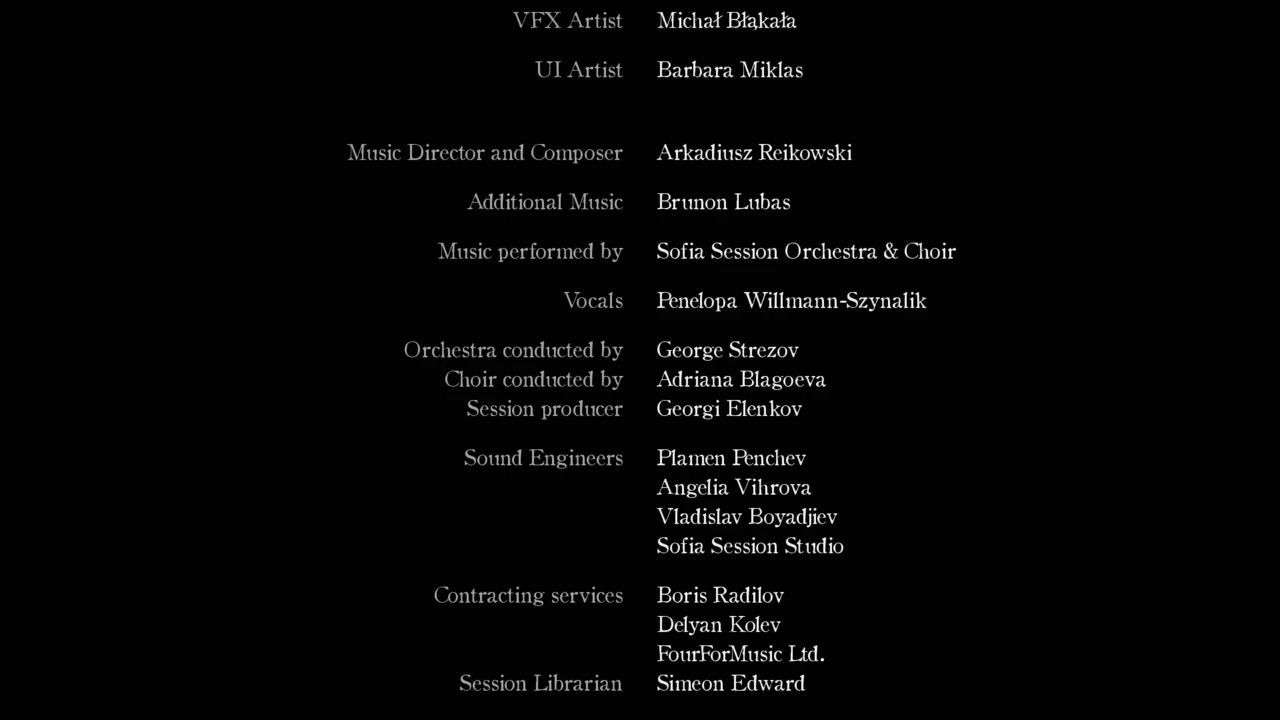 VFX Artist Michał Błąkała
UI Artist Barbara Miklas
Music Director and Composer Arkadiusz Reikowski
Additional Music Brunon Lubas
Music performed by Sofia Session Orchestra & Choir
Vocals Penelopa Willmann-Szynalik
Orchestra conducted by George Strezov
Choir conducted by Adriana Blagoeva
Session producer Georgi Elenkov
Sound Engineers Plamen Penchev
Angelia Vihrova
Vladislav Boyadjiev
Sofia Session Studio
Contracting services Boris Radilov
Delyan Kolev
FourForMusic Ltd.
Session Librarian Simeon Edward